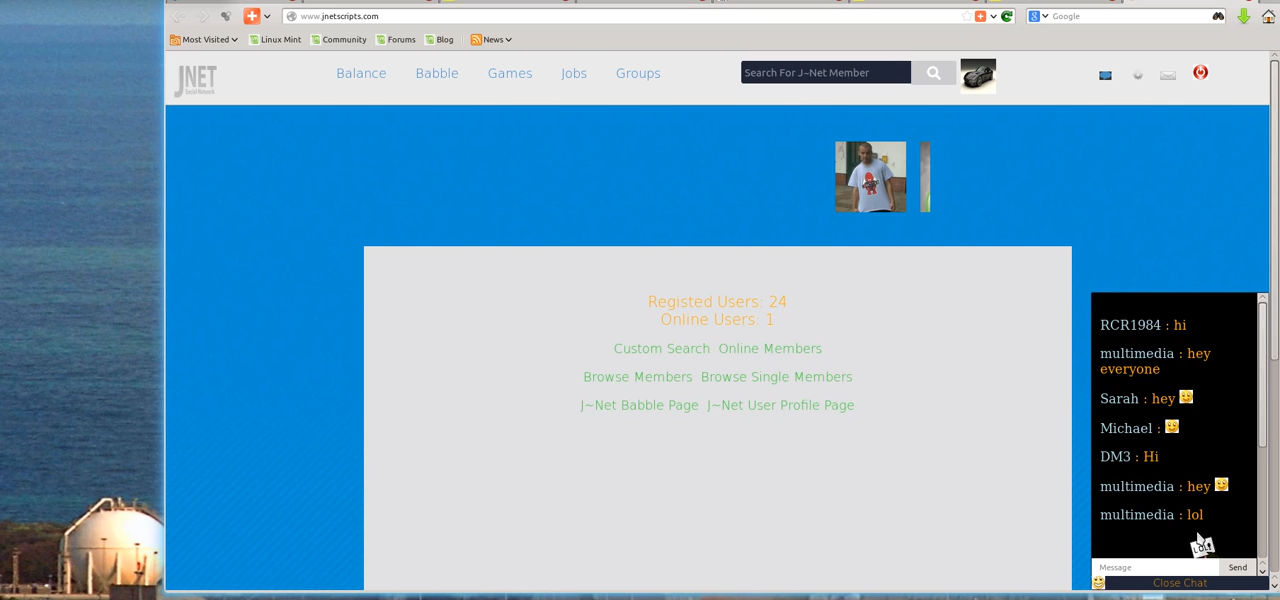 www.jnetscripts.com
Google
Most Visited
Linux Mint
Community
Forums
Blog
News
JNET
Social Network
Balance
Babble
Games
Jobs
Groups
Search For J~Net Member
Registed Users: 24
Online Users: 1
Custom Search Online Members
Browse Members Browse Single Members
J~Net Babble Page J~Net User Profile Page
RCR1984 : hi
multimedia : hey
everyone
Sarah : hey
Michael :
DM3 : Hi
multimedia : hey
multimedia : lol
LOL!
Message
Send
Close Chat